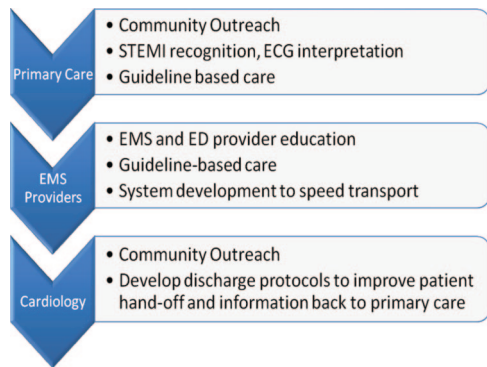 Primary Care
• Community Outreach
• STEMI recognition, ECG interpretation
• Guideline based care
EMS
Providers
• EMS and ED provider education
• Guideline-based care
• System development to speed transport
Cardiology
• Community Outreach
• Develop discharge protocols to improve patient
hand-off and information back to primary care